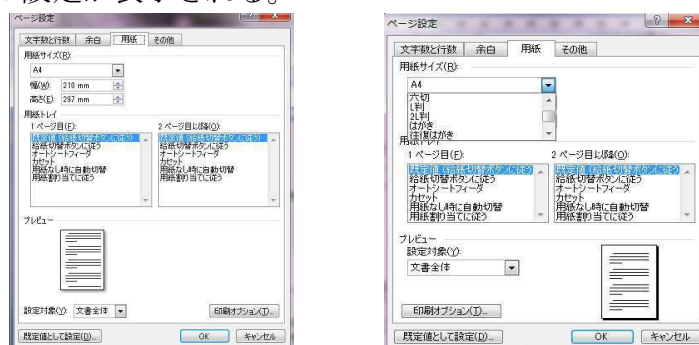 設定が表示される。
ページ設定
文字数と行数 余白 用紙 その他
用紙サイズ(R):
A4
幅(W): 210 mm
高さ(E): 297 mm
用紙トレイ
1 ページ目(F): 2 ページ目以降(O):
既定値 (給紙切替ボタンに従う) 既定値 (給紙切替ボタンに従う)
給紙切替ボタンに従う 給紙切替ボタンに従う
オートシートフィーダ オートシートフィーダ
カセット カセット
用紙なし時に自動切替 用紙なし時に自動切替
用紙割り当てに従う 用紙割り当てに従う
プレビュー
設定対象(Y): 文書全体 印刷オプション(T)...
既定値として設定(D)... OK キャンセル
ページ設定
文字数と行数 余白 用紙 その他
用紙サイズ(R):
A4
六切
L判
2L判
はがき
往復はがき
用紙トレイ
1 ページ目(F): 2 ページ目以降(O):
既定値 (給紙切替ボタンに従う) 既定値 (給紙切替ボタンに従う)
給紙切替ボタンに従う 給紙切替ボタンに従う
オートシートフィーダ オートシートフィーダ
カセット カセット
用紙なし時に自動切替 用紙なし時に自動切替
用紙割り当てに従う 用紙割り当てに従う
プレビュー
設定対象(Y):
文書全体
印刷オプション(T)...
既定値として設定(D)... OK キャンセル